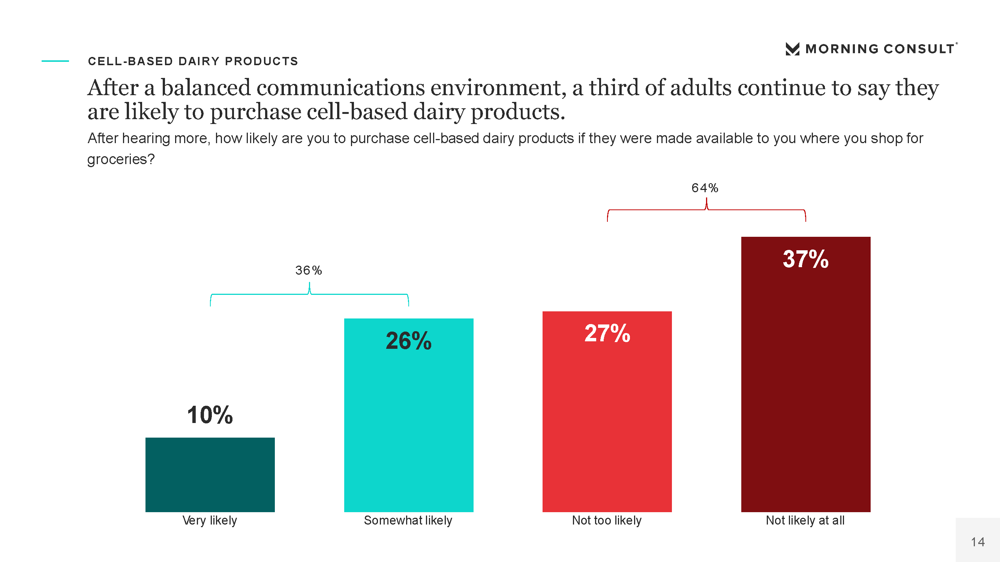 MORNING CONSULT®
CELL-BASED DAIRY PRODUCTS
After a balanced communications environment, a third of adults continue to say they
are likely to purchase cell-based dairy products.
After hearing more, how likely are you to purchase cell-based dairy products if they were made available to you where you shop for
groceries?
64%
37%
36%
27%
26%
10%
Very likely
Somewhat likely
Not too likely
Not likely at all
14